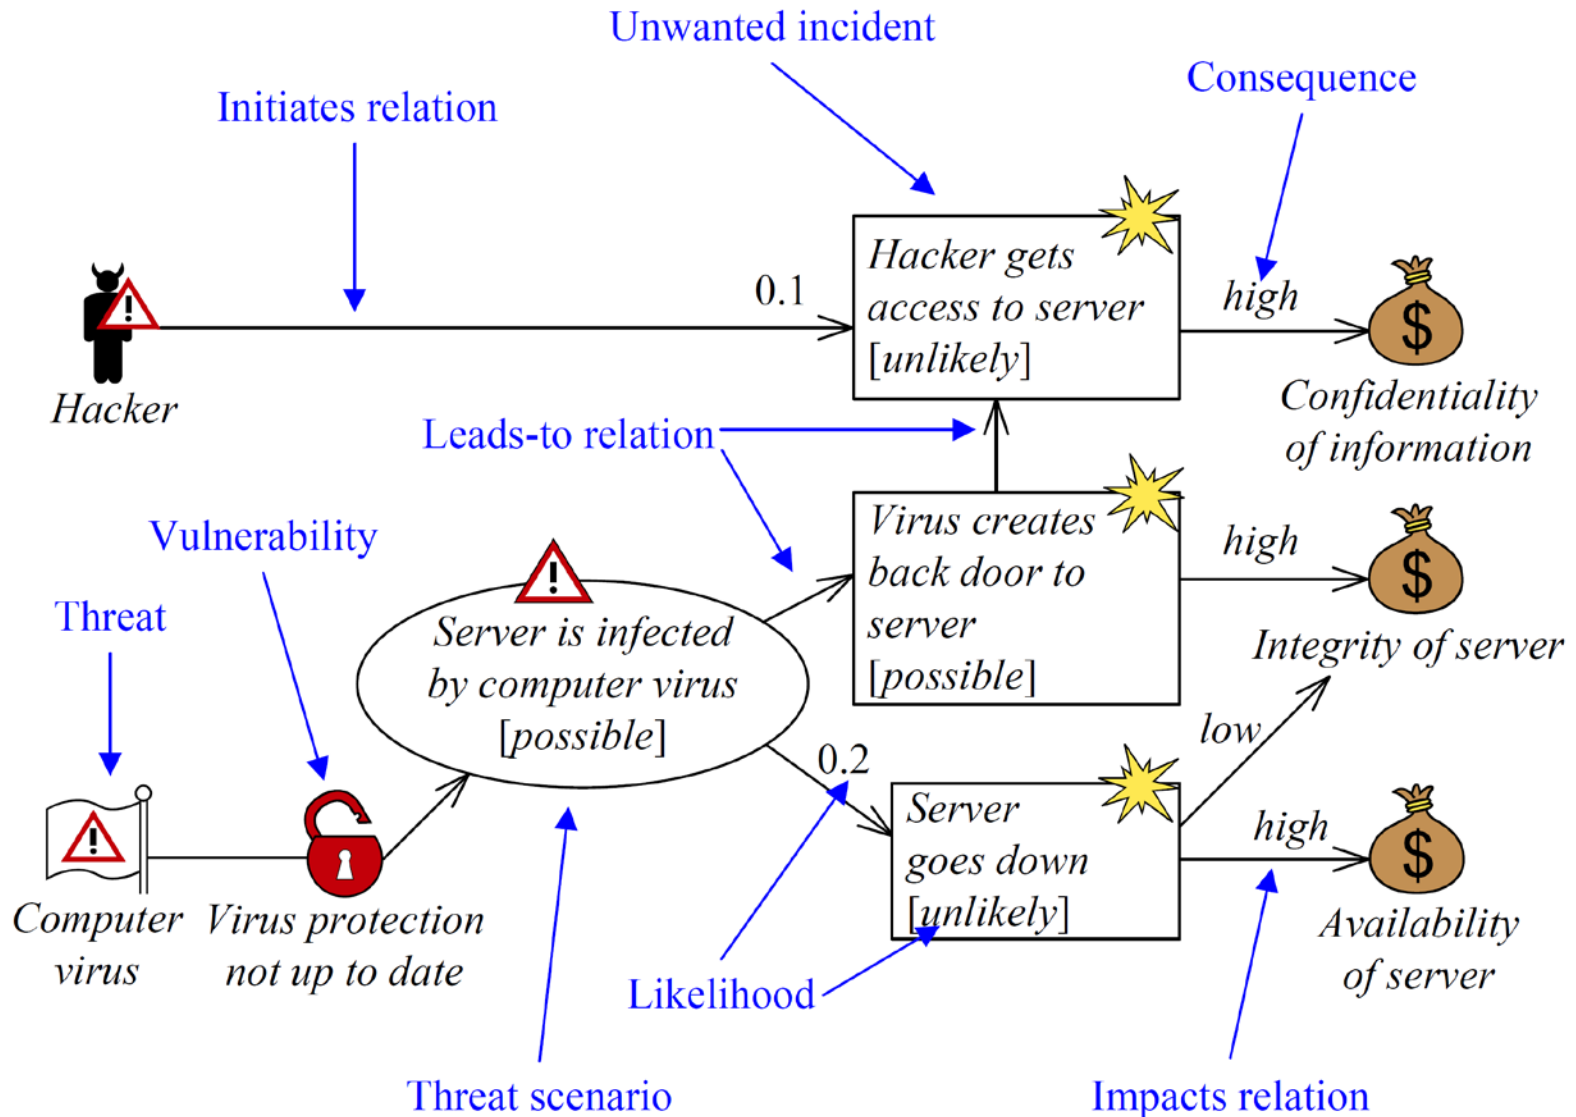 Unwanted incident
Consequence
Initiates relation
0.1
Hacker gets
access to server
[unlikely]
high
$
Hacker
Confidentiality
of information
Leads-to relation
Vulnerability
Virus creates
back door to
server
[possible]
high
$
Integrity of server
Threat
!
Server is infected
by computer virus
[possible]
low
0.2
Server
goes down
[unlikely]
high
$
Computer
virus
Virus protection
not up to date
Availability
of server
Likelihood
Threat scenario
Impacts relation